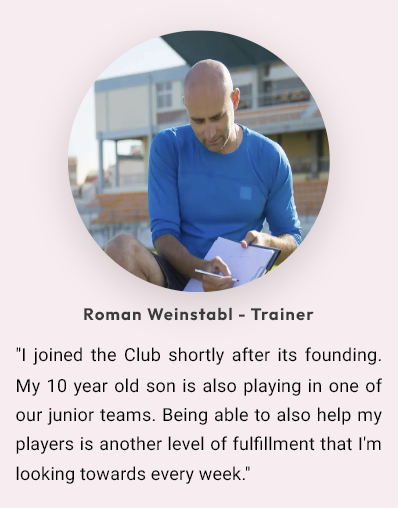 Roman Weinstabl - Trainer
"I joined the Club shortly after its founding.
My 10 year old son is also playing in one of
our junior teams. Being able to also help my
players is another level of fulfillment that I'm
looking towards every week."